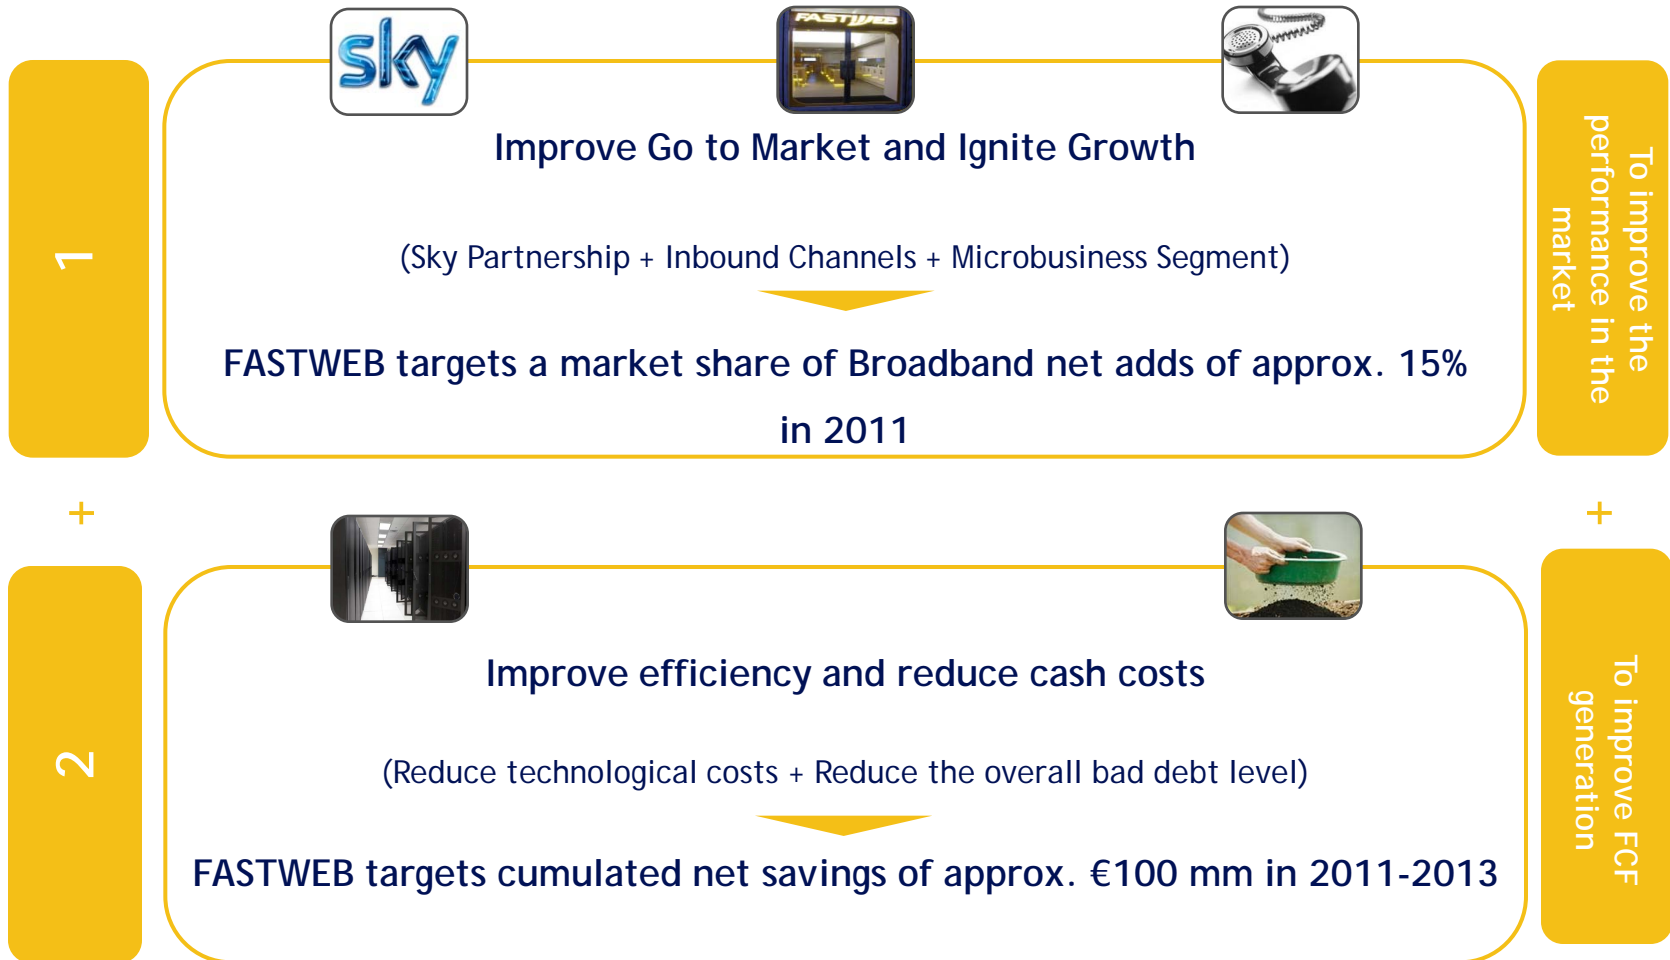 sky
FASTWEB
1
Improve Go to Market and Ignite Growth
(Sky Partnership + Inbound Channels + Microbusiness Segment)
FASTWEB targets a market share of Broadband net adds of approx. 15%
in 2011
To improve the
performance in the
market
+
+
2
Improve efficiency and reduce cash costs
(Reduce technological costs + Reduce the overall bad debt level)
FASTWEB targets cumulated net savings of approx. €100 mm in 2011-2013
To improve FCF
generation